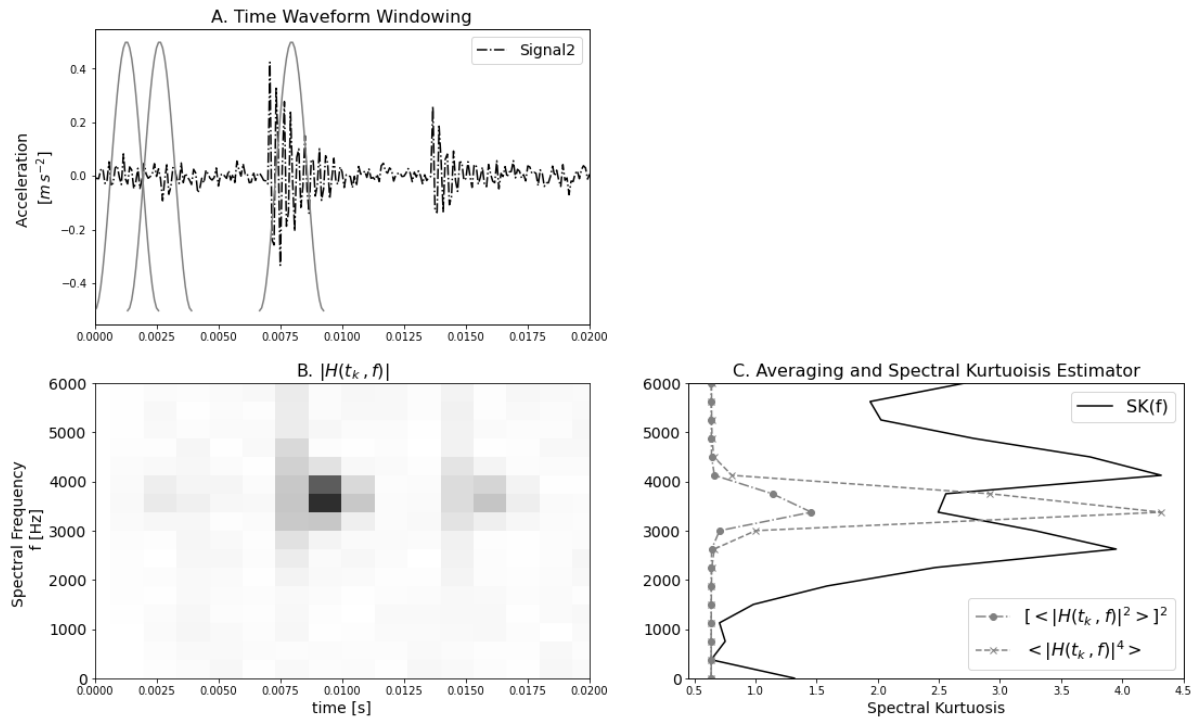 A. Time Waveform Windowing
Signal2
Acceleration
[m s⁻²]
0.4
0.2
0.0
−0.2
−0.4
0.0000 0.0025 0.0050 0.0075 0.0100 0.0125 0.0150 0.0175 0.0200
B. |H(tₖ , f)|
Spectral Frequency
f [Hz]
6000
5000
4000
3000
2000
1000
0
0.0000 0.0025 0.0050 0.0075 0.0100 0.0125 0.0150 0.0175 0.0200
time [s]
C. Averaging and Spectral Kurtuoisis Estimator
SK(f)
6000
5000
4000
3000
2000
1000
0
[ < |H(tₖ , f)|² > ]²
< |H(tₖ , f)|⁴ >
0.5 1.0 1.5 2.0 2.5 3.0 3.5 4.0 4.5
Spectral Kurtuosis